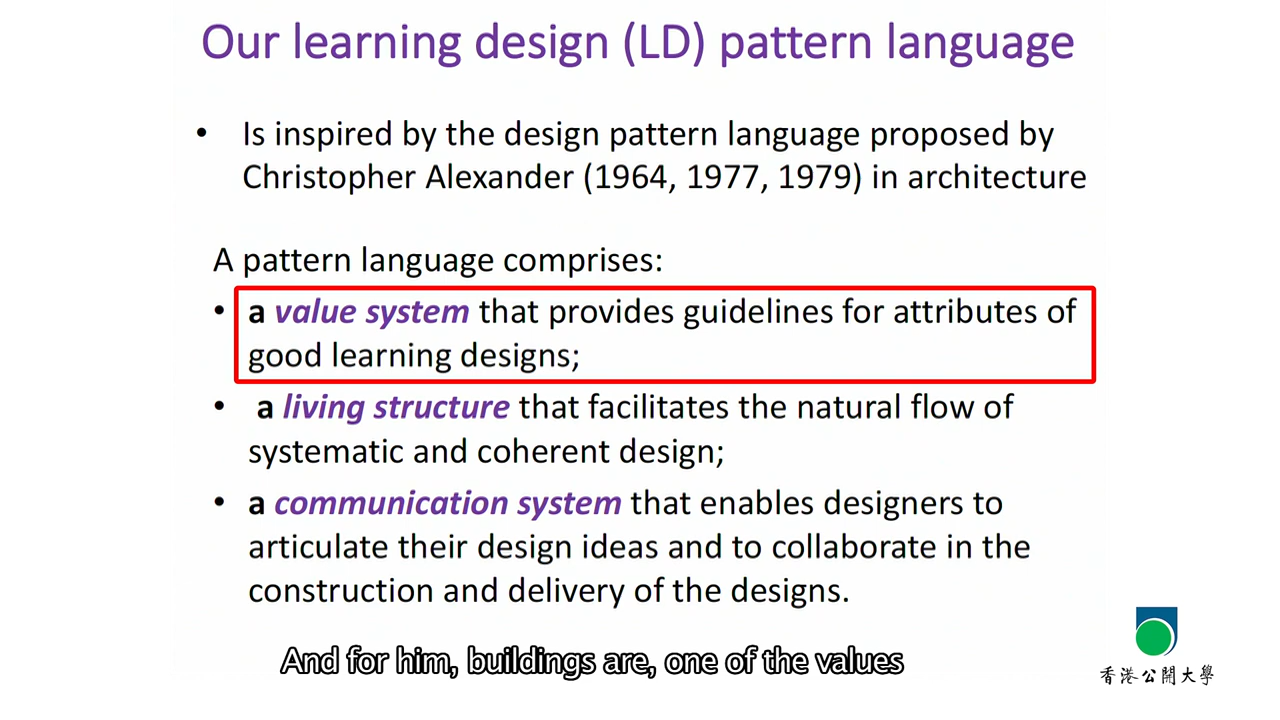 Our learning design (LD) pattern language
• Is inspired by the design pattern language proposed by
Christopher Alexander (1964, 1977, 1979) in architecture
A pattern language comprises:
• a value system that provides guidelines for attributes of
good learning designs;
• a living structure that facilitates the natural flow of
systematic and coherent design;
• a communication system that enables designers to
articulate their design ideas and to collaborate in the
construction and delivery of the designs.
And for him, buildings are, one of the values
香港公開大學